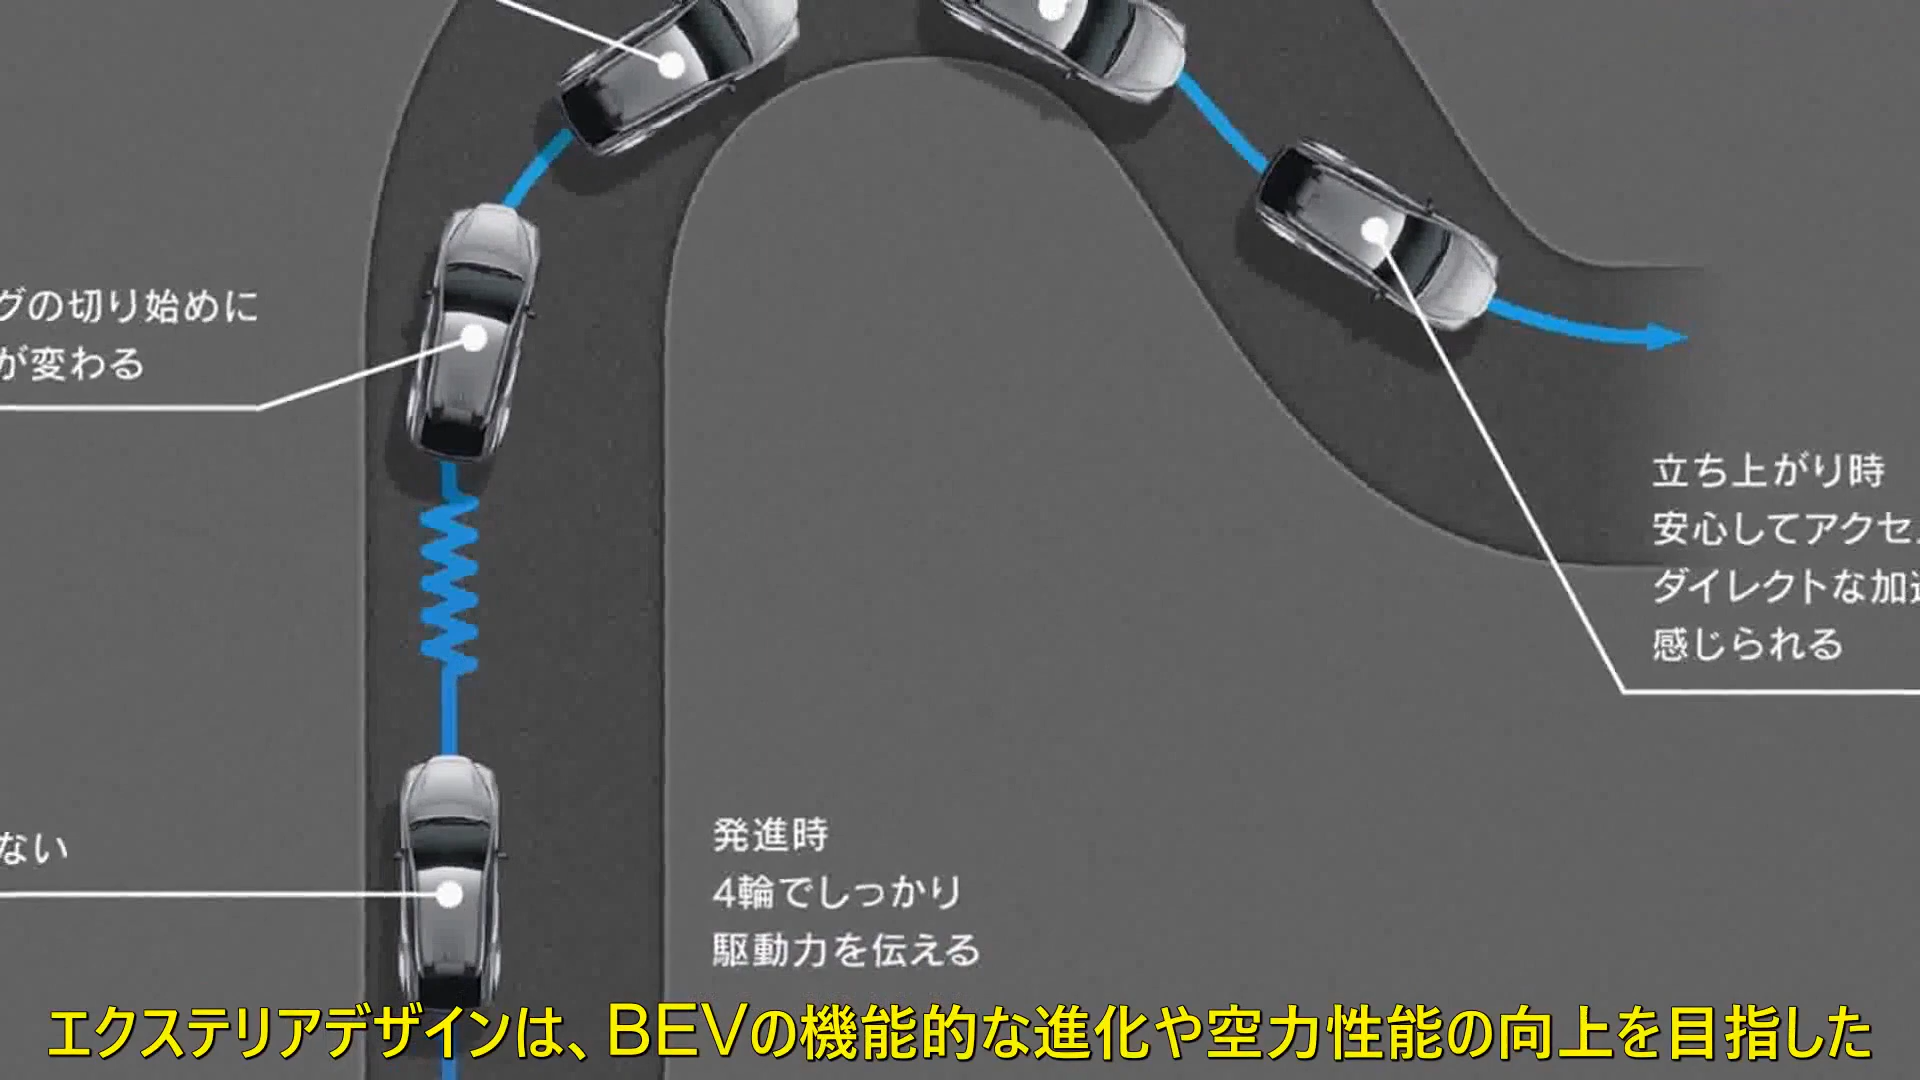 グの切り始めに
が変わる
立ち上がり時
安心してアクセ
ダイレクトな加速
感じられる
ない
発進時
4輪でしっかり
駆動力を伝える
エクステリアデザインは、BEVの機能的な進化や空力性能の向上を目指した